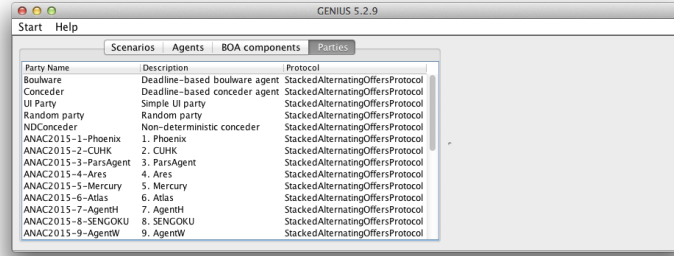 GENIUS 5.2.9
Start Help
Scenarios Agents BOA components Parties
Party Name Description Protocol
Boulware Deadline-based boulware agent StackedAlternatingOffersProtocol
Conceder Deadline-based conceder agent StackedAlternatingOffersProtocol
UI Party Simple UI party StackedAlternatingOffersProtocol
Random party Random party StackedAlternatingOffersProtocol
NDConceder Non-deterministic conceder StackedAlternatingOffersProtocol
ANAC2015-1-Phoenix 1. Phoenix StackedAlternatingOffersProtocol
ANAC2015-2-CUHK 2. CUHK StackedAlternatingOffersProtocol
ANAC2015-3-ParsAgent 3. ParsAgent StackedAlternatingOffersProtocol
ANAC2015-4-Ares 4. Ares StackedAlternatingOffersProtocol
ANAC2015-5-Mercury 5. Mercury StackedAlternatingOffersProtocol
ANAC2015-6-Atlas 6. Atlas StackedAlternatingOffersProtocol
ANAC2015-7-AgentH 7. AgentH StackedAlternatingOffersProtocol
ANAC2015-8-SENGOKU 8. SENGOKU StackedAlternatingOffersProtocol
ANAC2015-9-AgentW 9. AgentW StackedAlternatingOffersProtocol